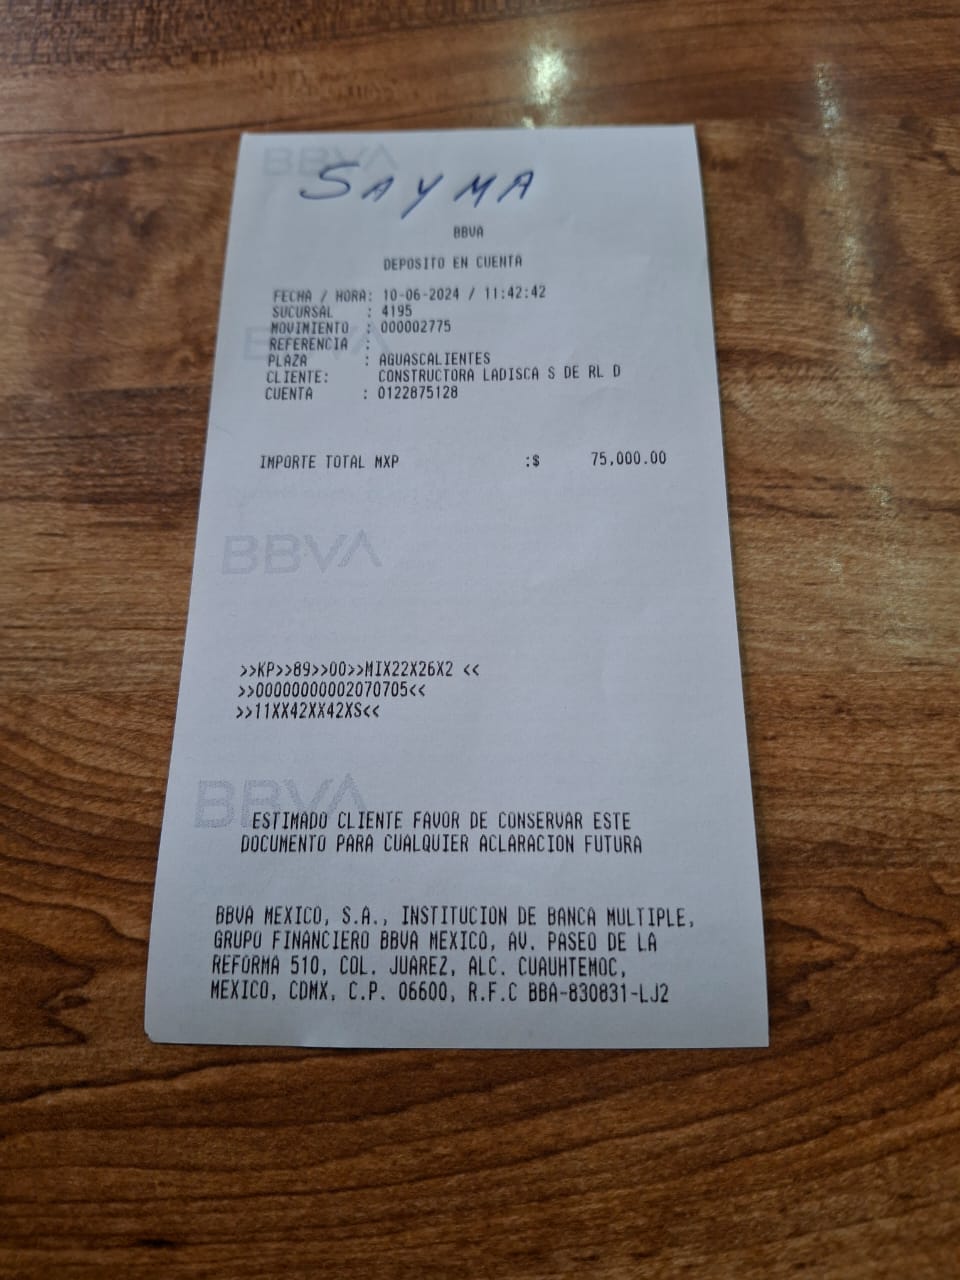 BBVA
SAYMA
BBVA
DEPOSITO EN CUENTA
FECHA / HORA: 10-06-2024 / 11:42:42
SUCURSAL : 4195
MOVIMIENTO : 000002775
REFERENCIA :
PLAZA : AGUASCALIENTES
CLIENTE: CONSTRUCTORA LADISCA S DE RL D
CUENTA : 0122875128
IMPORTE TOTAL MXP :$ 75,000.00
BBVA
>>KP>>89>>00>>MIX22X26X2 <<
>>00000000002070705<<
>>11XX42XX42XS<<
BBVA
ESTIMADO CLIENTE FAVOR DE CONSERVAR ESTE
DOCUMENTO PARA CUALQUIER ACLARACION FUTURA
BBVA MEXICO, S.A., INSTITUCION DE BANCA MULTIPLE,
GRUPO FINANCIERO BBVA MEXICO, AV. PASEO DE LA
REFORMA 510, COL. JUAREZ, ALC. CUAUHTEMOC,
MEXICO, CDMX, C.P. 06600, R.F.C BBA-830831-LJ2